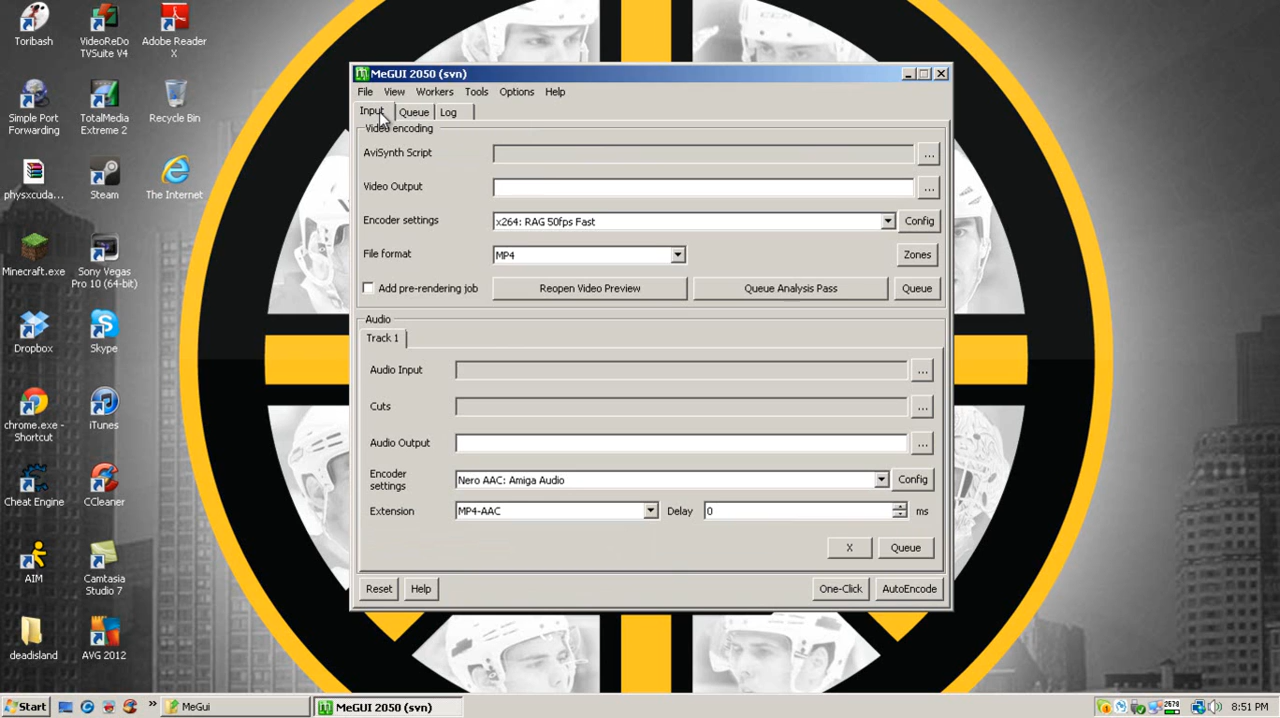 Toribash
VideoReDo
TVSuite V4
Adobe Reader
X
Simple Port
Forwarding
TotalMedia
Extreme 2
Recycle Bin
physxcuda...
Steam
The Internet
Minecraft.exe
Sony Vegas
Pro 10 (64-bit)
Dropbox
Skype
chrome.exe -
Shortcut
iTunes
Cheat Engine
CCleaner
AIM
Camtasia
Studio 7
deadisland
AVG 2012
MeGUI 2050 (svn)
File View Workers Tools Options Help
Input Queue Log
Video encoding
AviSynth Script ...
Video Output ...
Encoder settings x264: RAG 50fps Fast Config
File format MP4 Zones
Add pre-rendering job Reopen Video Preview Queue Analysis Pass Queue
Audio
Track 1
Audio Input ...
Cuts ...
Audio Output ...
Encoder
settings Nero AAC: Amiga Audio Config
Extension MP4-AAC Delay 0 ms
X Queue
Reset Help One-Click AutoEncode
Start » MeGui MeGUI 2050 (svn) 8:51 PM